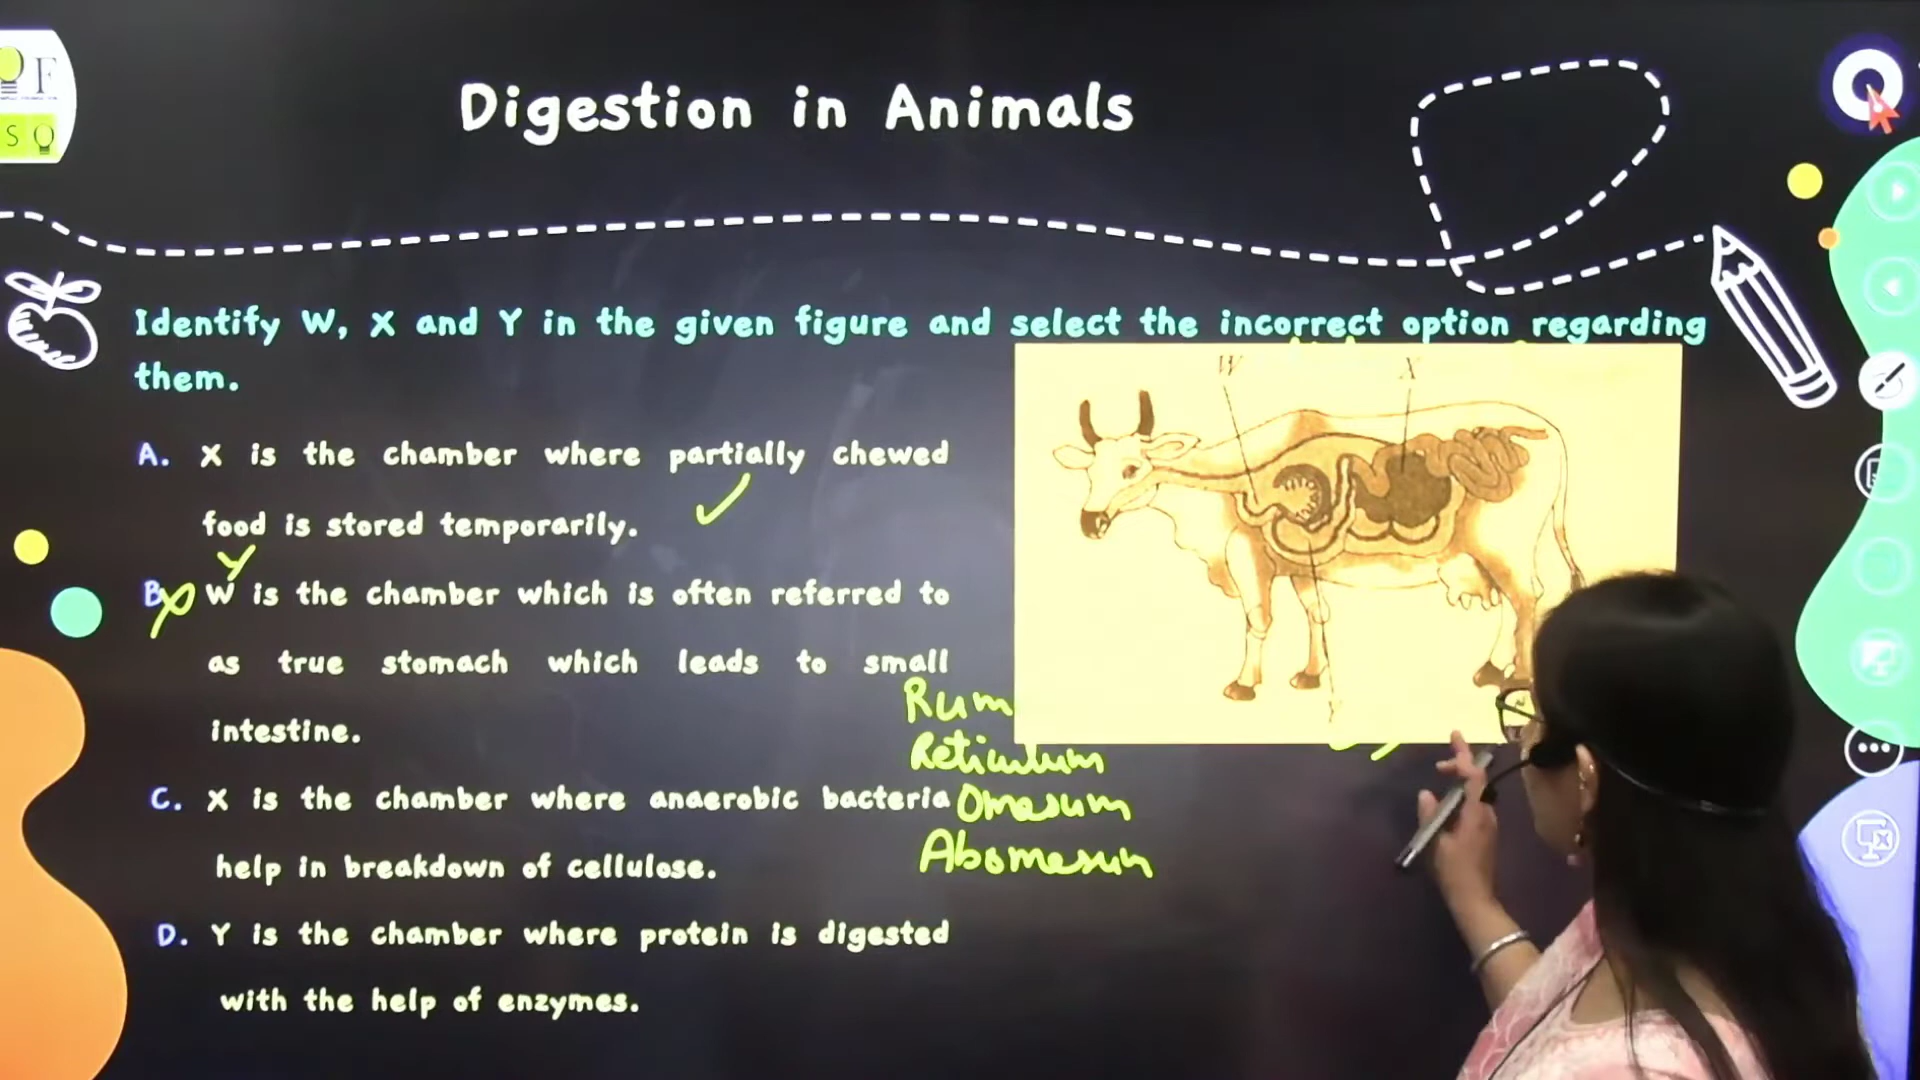 F
S O
Digestion in Animals
Identify W, X and Y in the given figure and select the incorrect option regarding
them.
W
X
A. X is the chamber where partially chewed
food is stored temporarily.
Y
B. W is the chamber which is often referred to
as true stomach which leads to small
intestine.
Y
Rum
Reticulum
C. X is the chamber where anaerobic bacteria
Omasum
help in breakdown of cellulose.
Abomasum
D. Y is the chamber where protein is digested
with the help of enzymes.